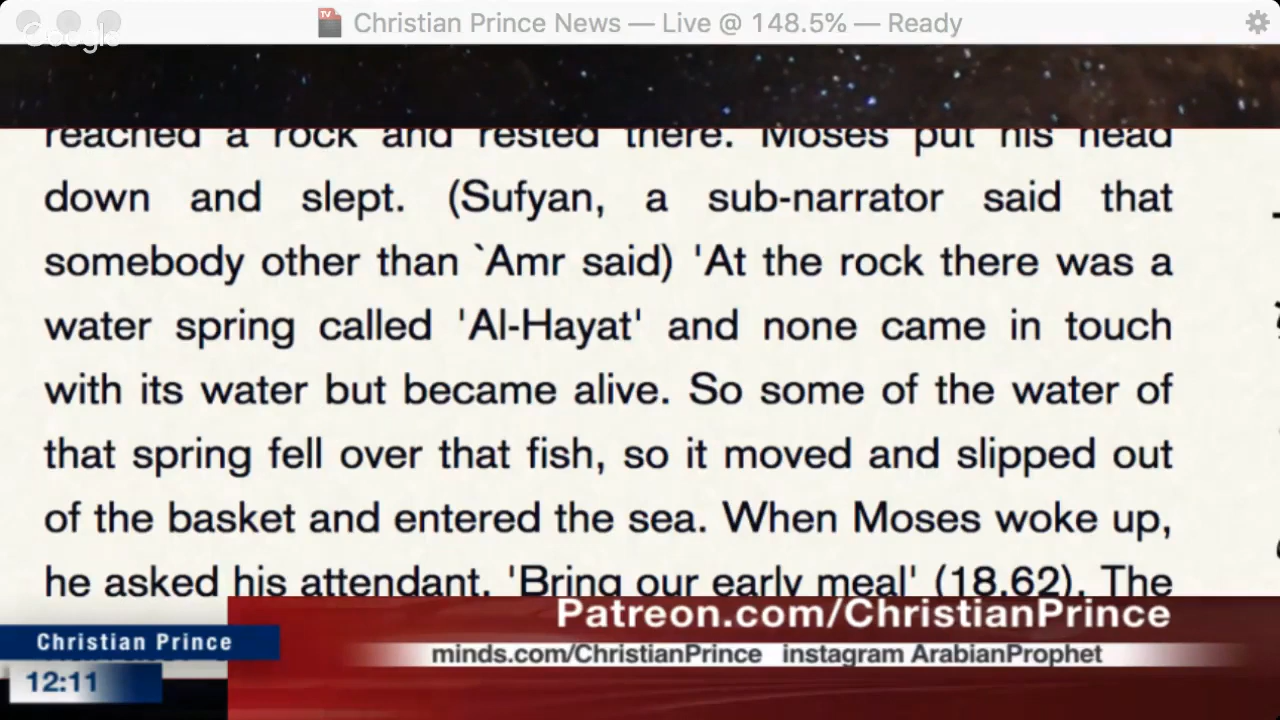 Christian Prince News — Live @ 148.5% — Ready
Google
reached a rock and rested there. Moses put his head
down and slept. (Sufyan, a sub-narrator said that
somebody other than `Amr said) 'At the rock there was a
water spring called 'Al-Hayat' and none came in touch
with its water but became alive. So some of the water of
that spring fell over that fish, so it moved and slipped out
of the basket and entered the sea. When Moses woke up,
he asked his attendant, 'Bring our early meal' (18.62). The
Patreon.com/ChristianPrince
Christian Prince
minds.com/ChristianPrince instagram ArabianProphet
12:11